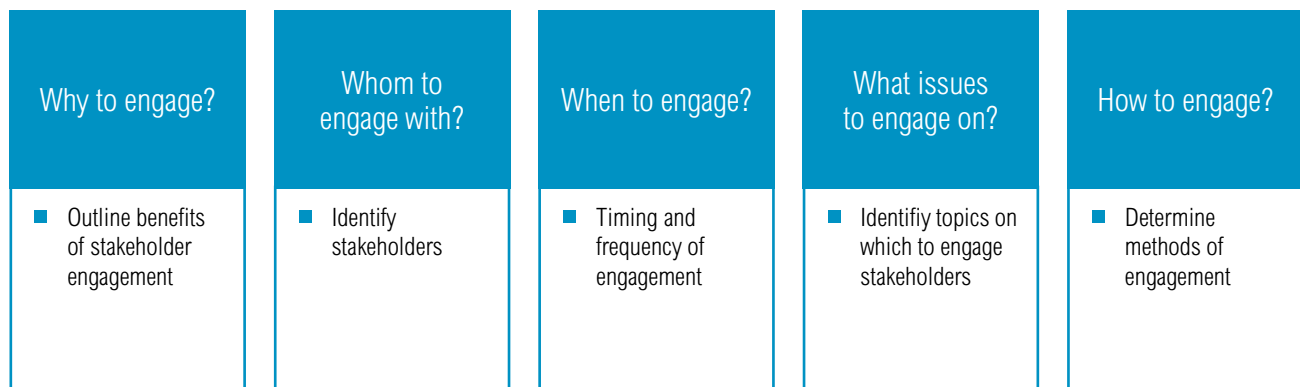 Why to engage?
Whom to
engage with?
When to engage?
What issues
to engage on?
How to engage?
Outline benefits
of stakeholder
engagement
Identify
stakeholders
Timing and
frequency of
engagement
Identifiy topics on
which to engage
stakeholders
Determine
methods of
engagement